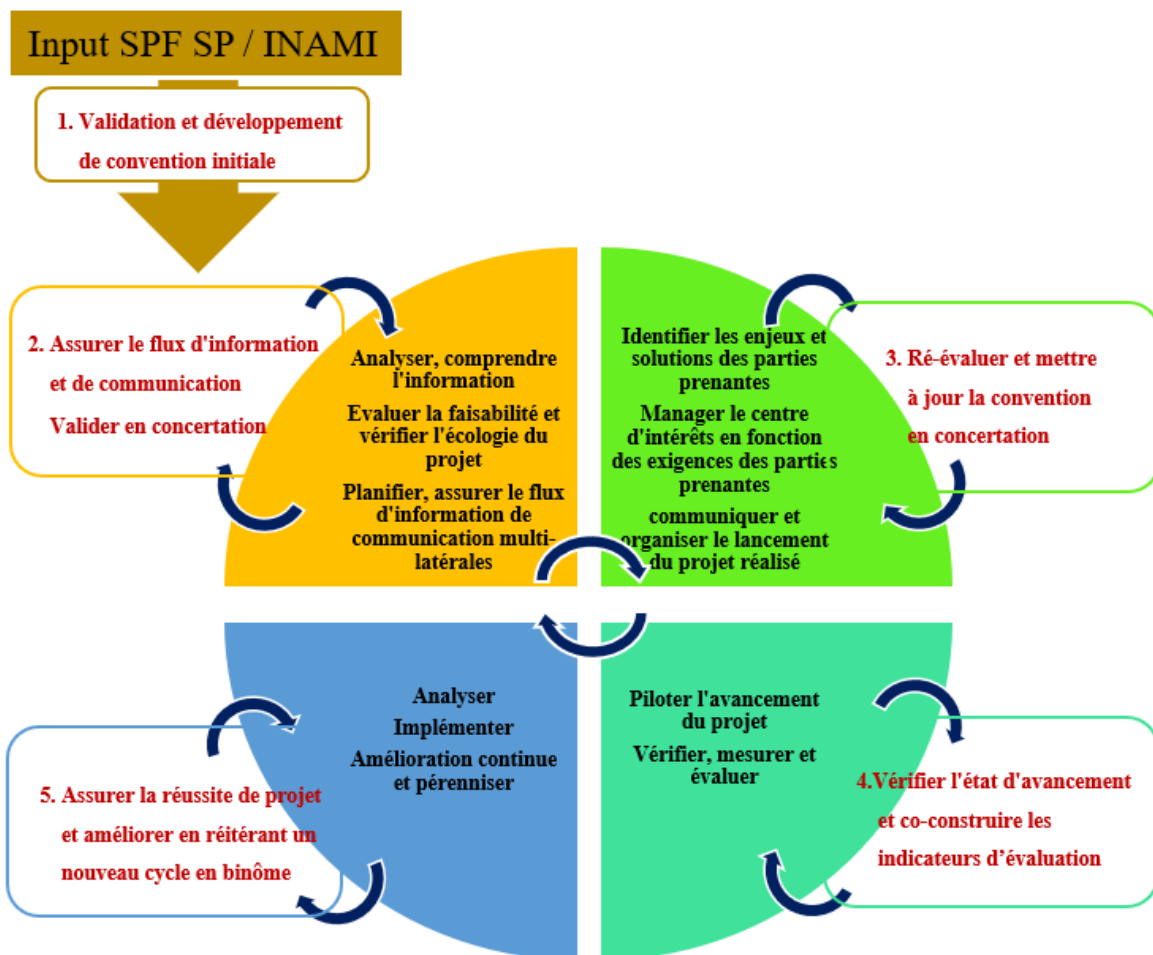 Input SPF SP / INAMI
1. Validation et développement
de convention initiale
2. Assurer le flux d'information
et de communication
Valider en concertation
Analyser, comprendre
l'information
Evaluer la faisabilité et
vérifier l'écologie du
projet
Planifier, assurer le flux
d'information de
communication multi-
latérales
Identifier les enjeux et
solutions des parties
prenantes
Manager le centre
d'intérêts en fonction
des exigences des parties
prenantes
communiquer et
organiser le lancement
du projet réalisé
3. Ré-évaluer et mettre
à jour la convention
en concertation
Analyser
Implémenter
Amélioration continue
et pérenniser
Piloter l'avancement
du projet
Vérifier, mesurer et
évaluer
4.Vérifier l'état d'avancement
et co-construire les
indicateurs d’évaluation
5. Assurer la réussite de projet
et améliorer en réitérant un
nouveau cycle en binôme